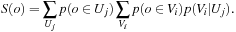 S(o) = ∑_{U_j} p(o ∈ U_j) ∑_{V_i} p(o ∈ V_i) p(V_i|U_j).